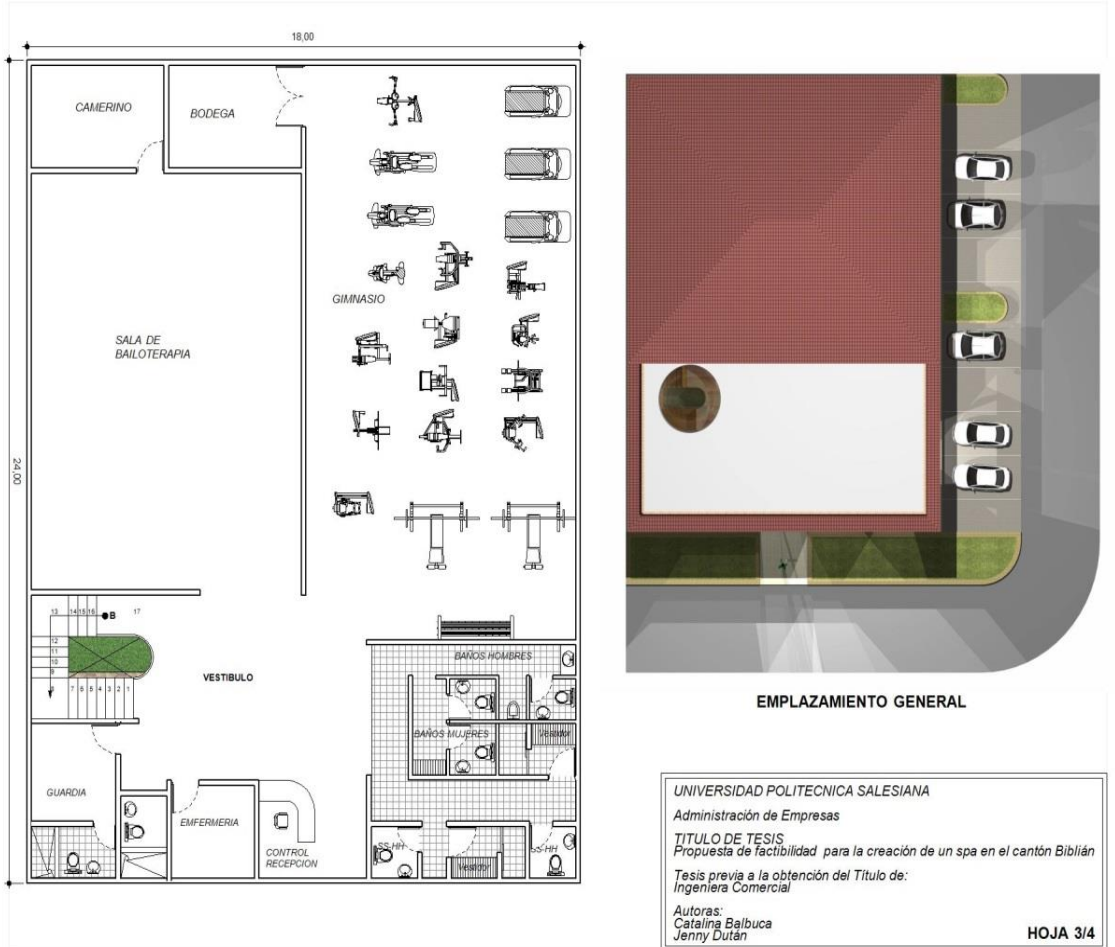 18,00
CAMERINO
BODEGA
GIMNASIO
SALA DE
BAILOTERAPIA
24,00
13 14 15 16 B 17
12
11
10
9
8 7 6 5 4 3 2 1
VESTIBULO
BAÑOS HOMBRES
BAÑOS MUJERES
Vestidor
GUARDIA
EMFERMERIA
CONTROL
RECEPCION
SS-HH
Vestidor
SS-HH
EMPLAZAMIENTO GENERAL
UNIVERSIDAD POLITECNICA SALESIANA
Administración de Empresas
TITULO DE TESIS
Propuesta de factibilidad para la creación de un spa en el cantón Biblián
Tesis previa a la obtención del Título de:
Ingeniera Comercial
Autoras:
Catalina Balbuca
Jenny Dután
HOJA 3/4